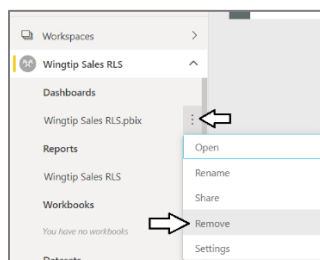 Workspaces
Wingtip Sales RLS
Dashboards
Wingtip Sales RLS.pbix
Reports
Wingtip Sales RLS
Workbooks
You have no workbooks
Datasets
Open
Rename
Share
Remove
Settings